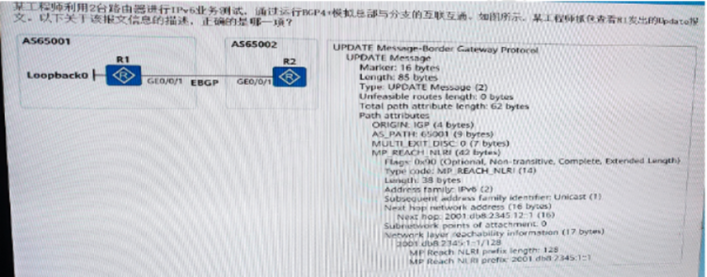 某工程师利用2台路由器进行IPv6业务测试，通过运行BGP4+模拟总部与分支的互联互通。如图所示，某工程师抓包查看R1发出的Update报
文。以下关于该报文信息的描述，正确的是哪一项？
AS65001
AS65002
R1
R2
Loopback0
GE0/0/1
EBGP
GE0/0/1
UPDATE Message-Border Gateway Protocol
UPDATE Message
Marker: 16 bytes
Length: 85 bytes
Type: UPDATE Message (2)
Unfeasible routes length: 0 bytes
Total path attribute length: 62 bytes
Path attributes
ORIGIN: IGP (4 bytes)
AS_PATH: 65001 (9 bytes)
MULTI_EXIT_DISC: 0 (7 bytes)
MP_REACH_NLRI (42 bytes)
Flags: 0x90 (Optional, Non-transitive, Complete, Extended Length)
Type code: MP_REACH_NLRI (14)
Length: 38 bytes
Address family: IPv6 (2)
Subsequent address family identifier: Unicast (1)
Next hop network address (16 bytes)
Next hop: 2001:db8:2345:12::1 (16)
Subnetwork points of attachment: 0
Network layer reachability information (17 bytes)
2001:db8:2345:1::1/128
MP Reach NLRI prefix length: 128
MP Reach NLRI prefix: 2001:db8:2345:1::1